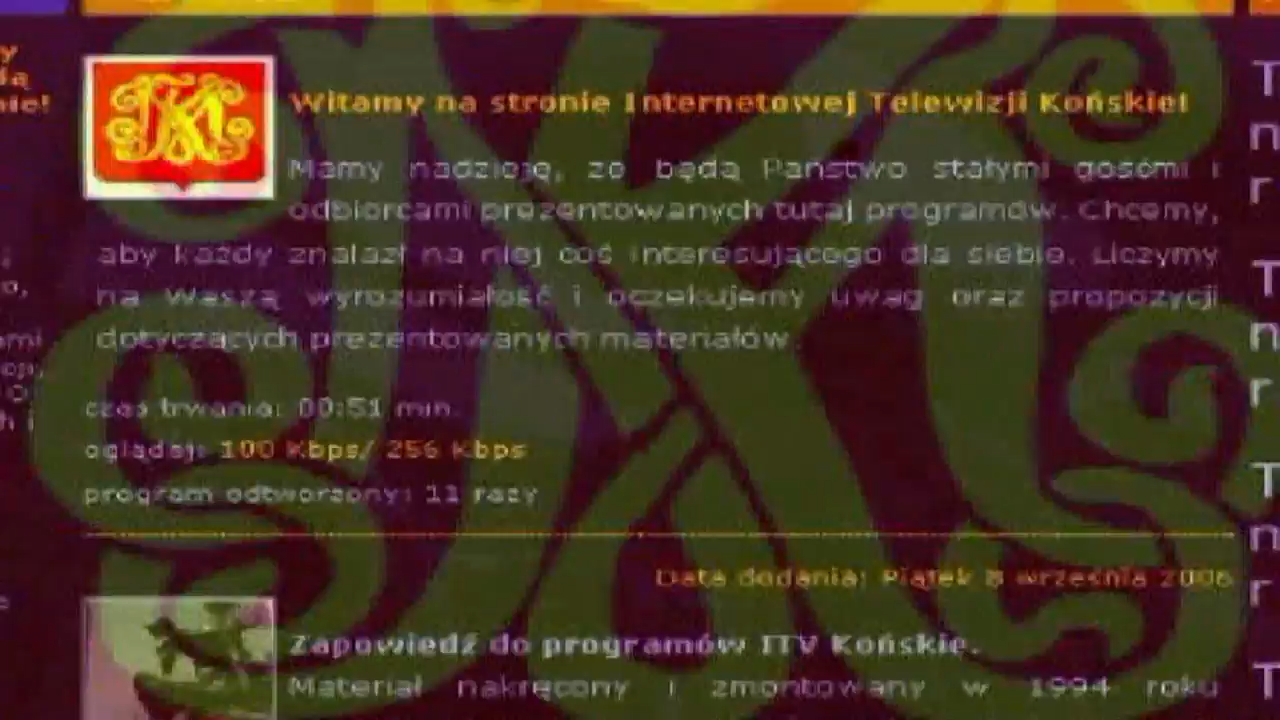 Witamy na stronie Internetowej Telewizji Końskie!
Mamy nadzieję, że będą Państwo stałymi gośćmi i
odbiorcami prezentowanych tutaj programów. Chcemy,
aby każdy znalazł na niej coś interesującego dla siebie. Liczymy
na Waszą wyrozumiałość i oczekujemy uwag oraz propozycji
dotyczących prezentowanych materiałów.
czas trwania: 00:51 min.
oglądaj: 100 Kbps/ 256 Kbps
program odtworzony: 11 razy
Data dodania: Piątek 8 września 2006
Zapowiedź do programów ITV Końskie.
Materiał nakręcony i zmontowany w 1994 roku